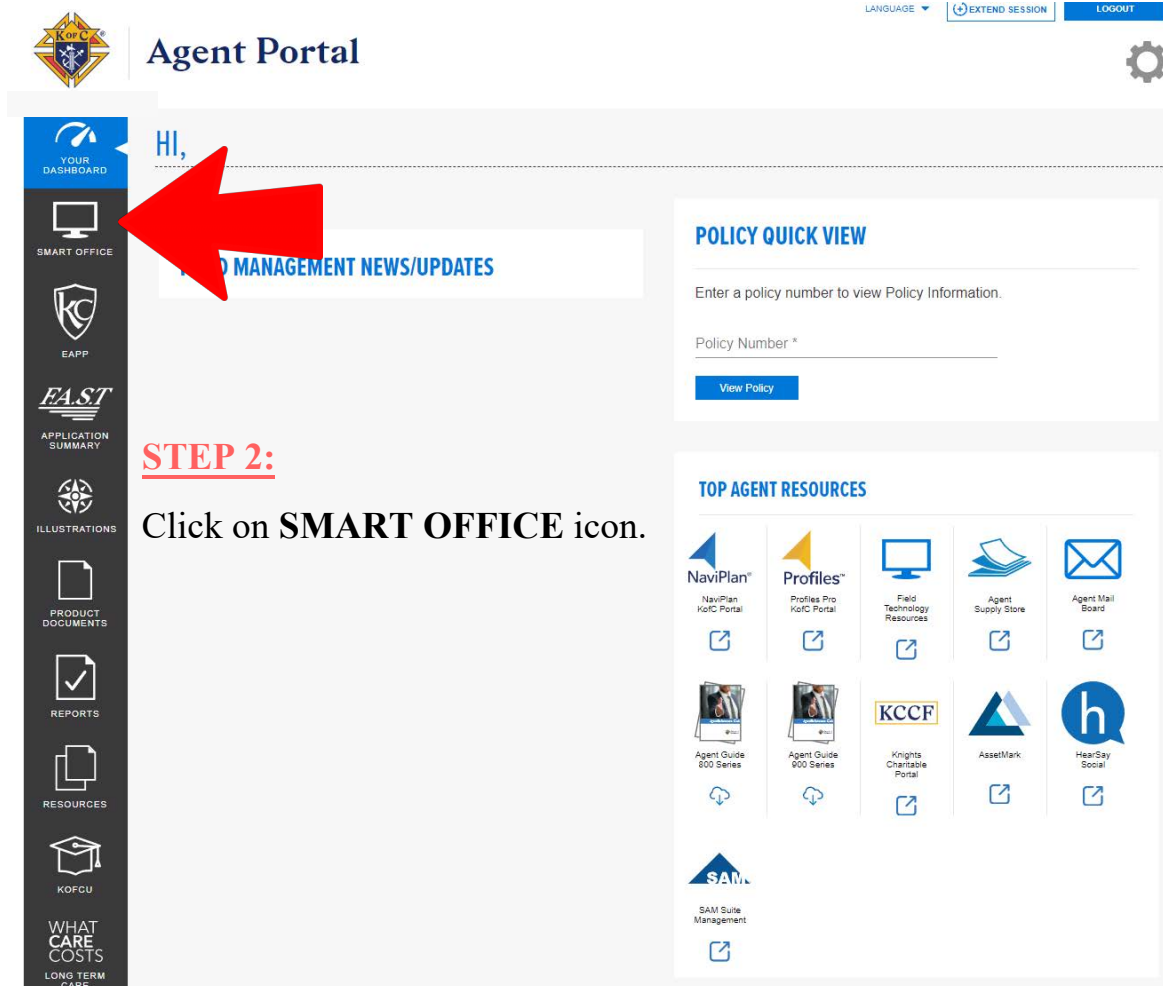 LANGUAGE
EXTEND SESSION
LOGOUT
K OF C
Agent Portal
YOUR
DASHBOARD
HI,
SMART OFFICE
MANAGEMENT NEWS/UPDATES
POLICY QUICK VIEW
Enter a policy number to view Policy Information.
Policy Number *
View Policy
KC
EAPP
F.A.S.T
APPLICATION
SUMMARY
ILLUSTRATIONS
PRODUCT
DOCUMENTS
REPORTS
RESOURCES
KOFCU
WHAT
CARE
COSTS
LONG TERM
CARE
STEP 2:
Click on SMART OFFICE icon.
TOP AGENT RESOURCES
NaviPlan®
NaviPlan
KofC Portal
Profiles™
Profiles Pro
KofC Portal
Field
Technology
Resources
Agent
Supply Store
Agent Mail
Board
Agent Guide
800 Series
Agent Guide
900 Series
KCCF
Knights
Charitable
Portal
AssetMark
h
HearSay
Social
SAM
SAM Suite
Management